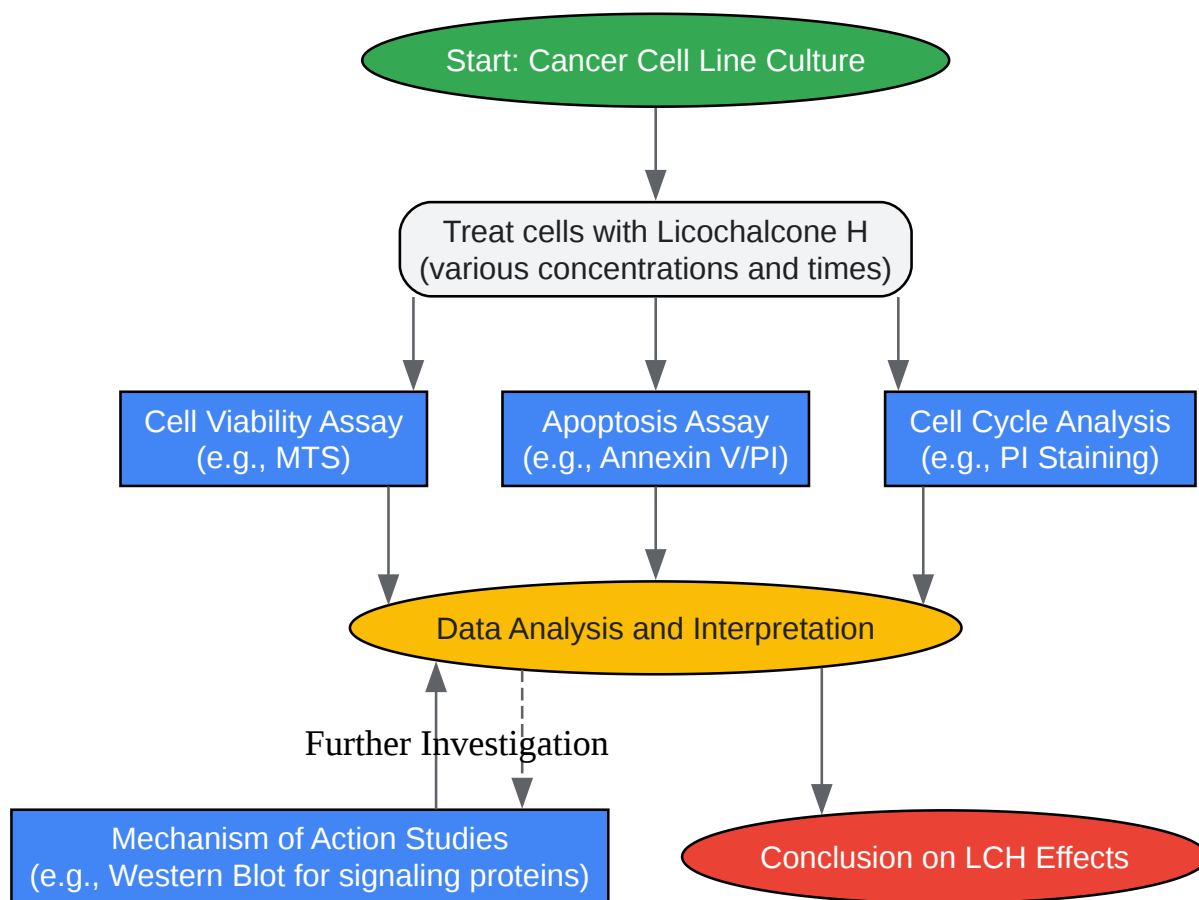 Start: Cancer Cell Line Culture
Treat cells with Licochalcone H
(various concentrations and times)
Cell Viability Assay
(e.g., MTS)
Apoptosis Assay
(e.g., Annexin V/PI)
Cell Cycle Analysis
(e.g., PI Staining)
Data Analysis and Interpretation
Further Investigation
Mechanism of Action Studies
(e.g., Western Blot for signaling proteins)
Conclusion on LCH Effects